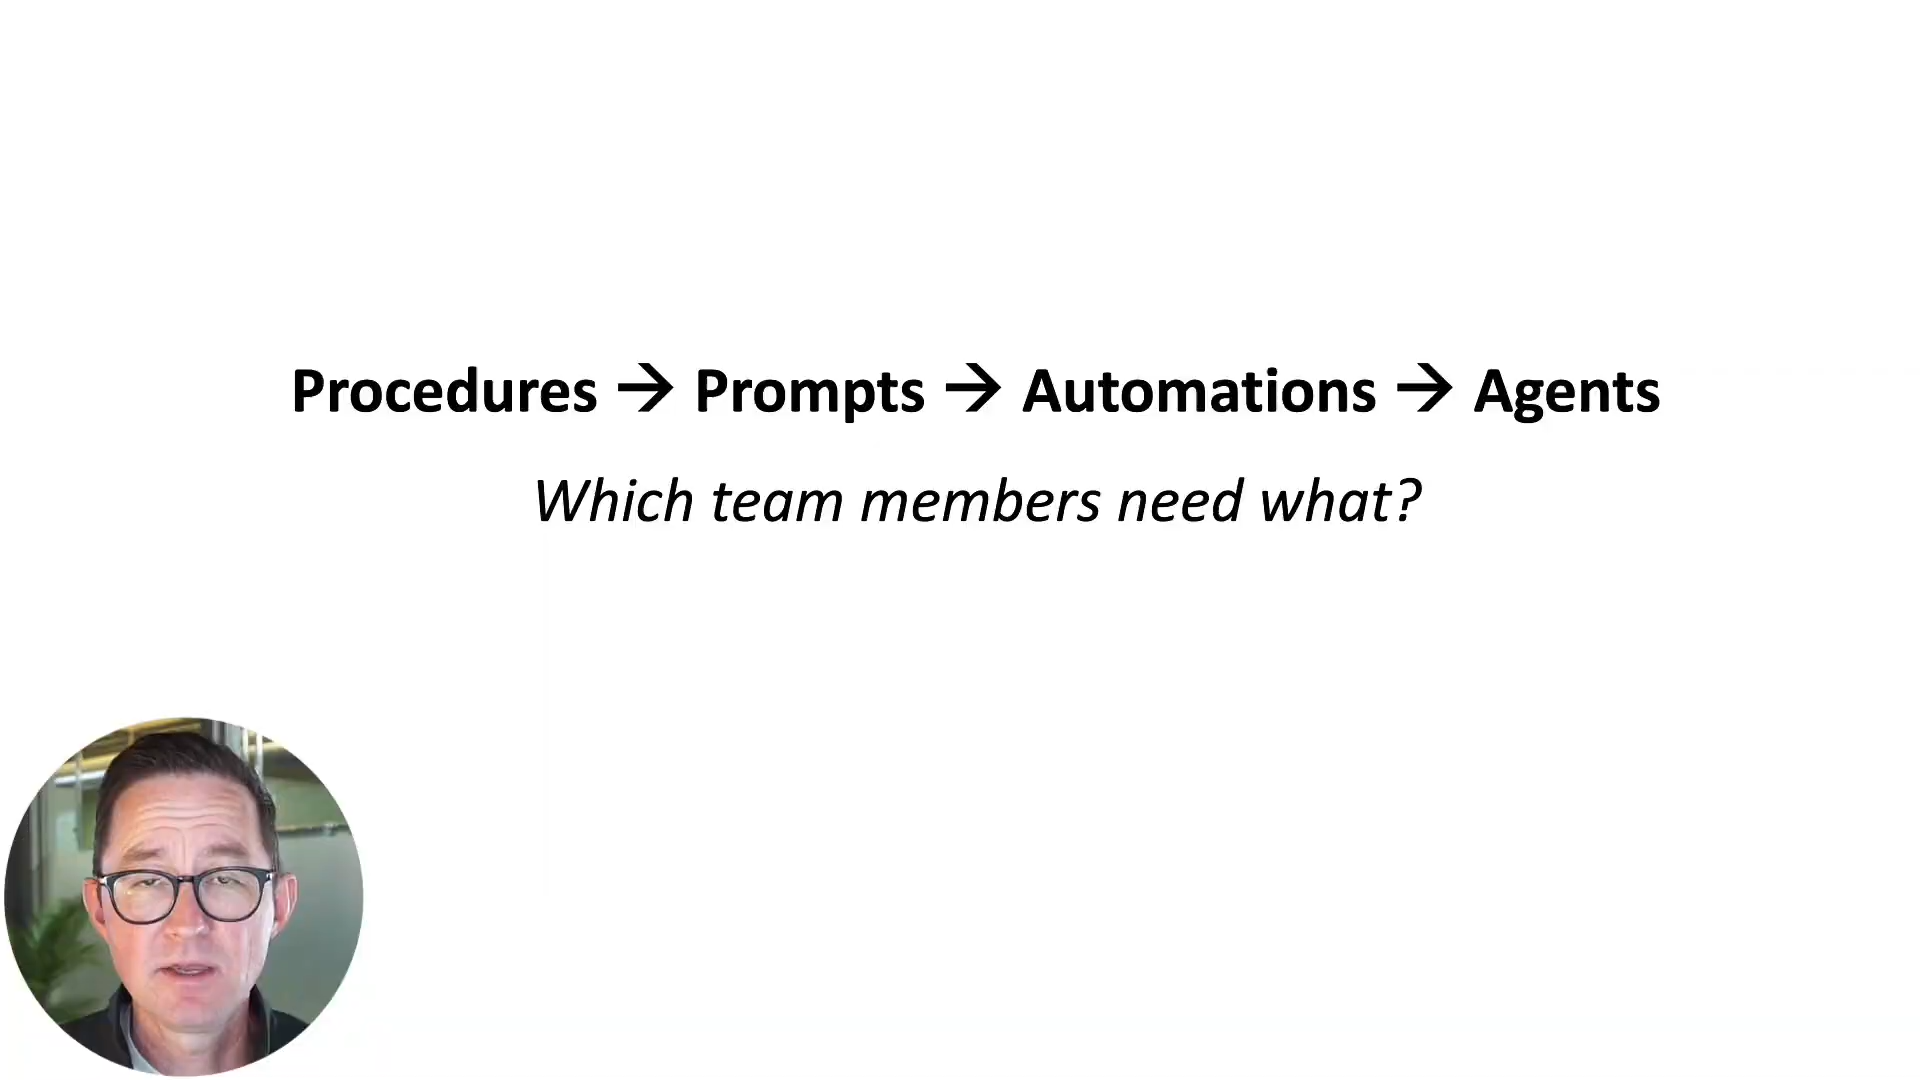 Procedures → Prompts → Automations → Agents
Which team members need what?